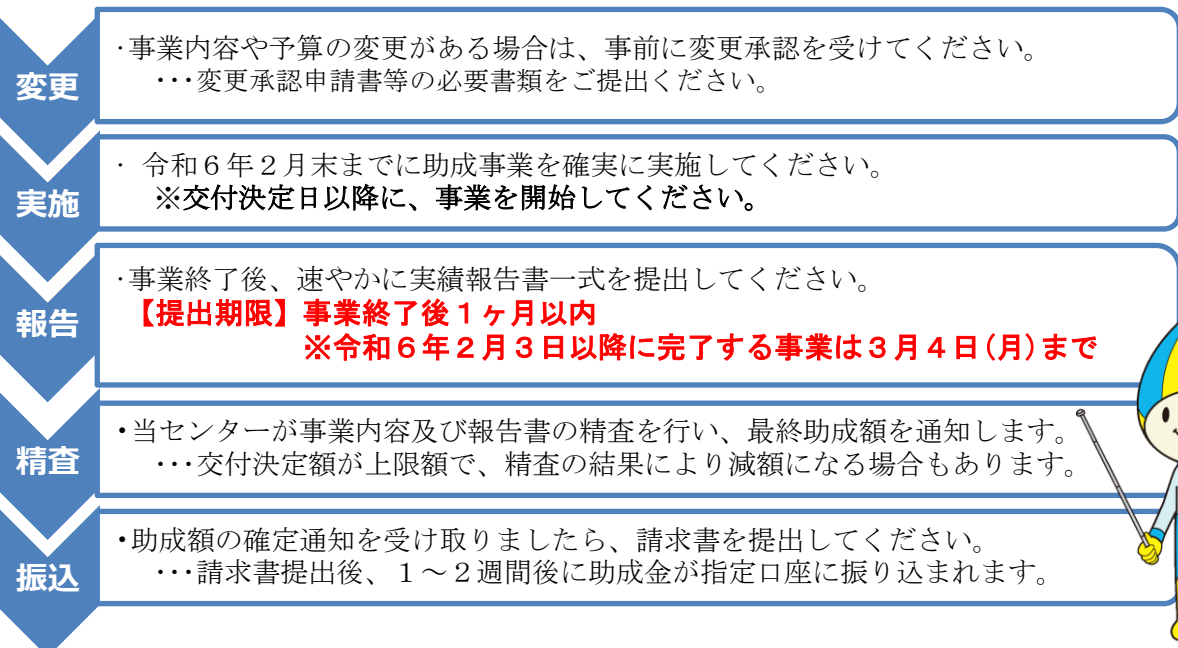 変更
·事業内容や予算の変更がある場合は、事前に変更承認を受けてください。
･･･変更承認申請書等の必要書類をご提出ください。
実施
· 令和６年２月末までに助成事業を確実に実施してください。
※交付決定日以降に、事業を開始してください。
報告
·事業終了後、速やかに実績報告書一式を提出してください。
【提出期限】事業終了後１ヶ月以内
※令和６年２月３日以降に完了する事業は３月４日(月)まで
精査
•当センターが事業内容及び報告書の精査を行い、最終助成額を通知します。
･･･交付決定額が上限額で、精査の結果により減額になる場合もあります。
振込
•助成額の確定通知を受け取りましたら、請求書を提出してください。
･･･請求書提出後、１～２週間後に助成金が指定口座に振り込まれます。